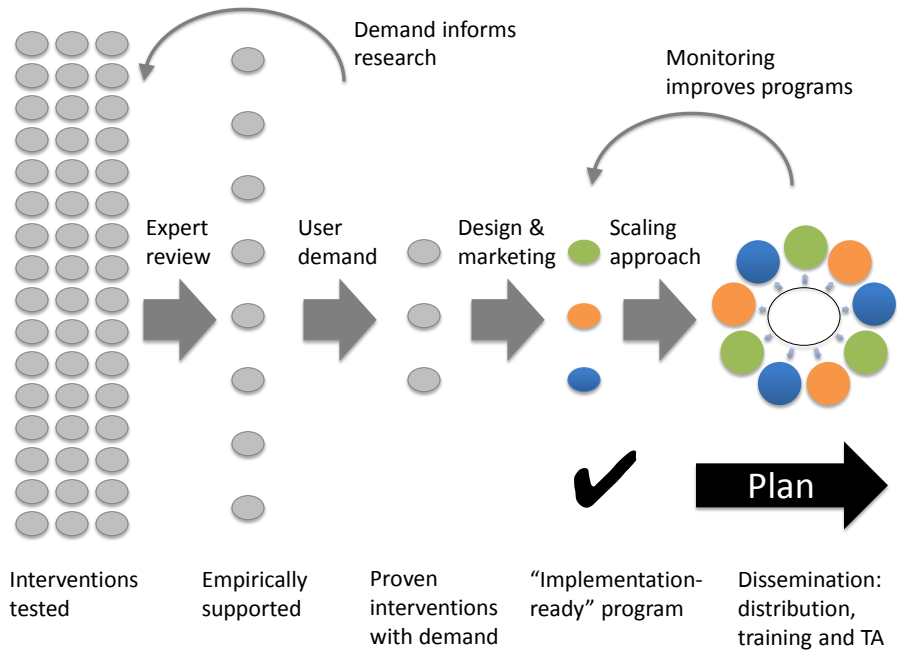 Demand informs
research
Monitoring
improves programs
Expert
review
User
demand
Design &
marketing
Scaling
approach
Plan
Interventions
tested
Empirically
supported
Proven
interventions
with demand
“Implementation-
ready” program
Dissemination:
distribution,
training and TA